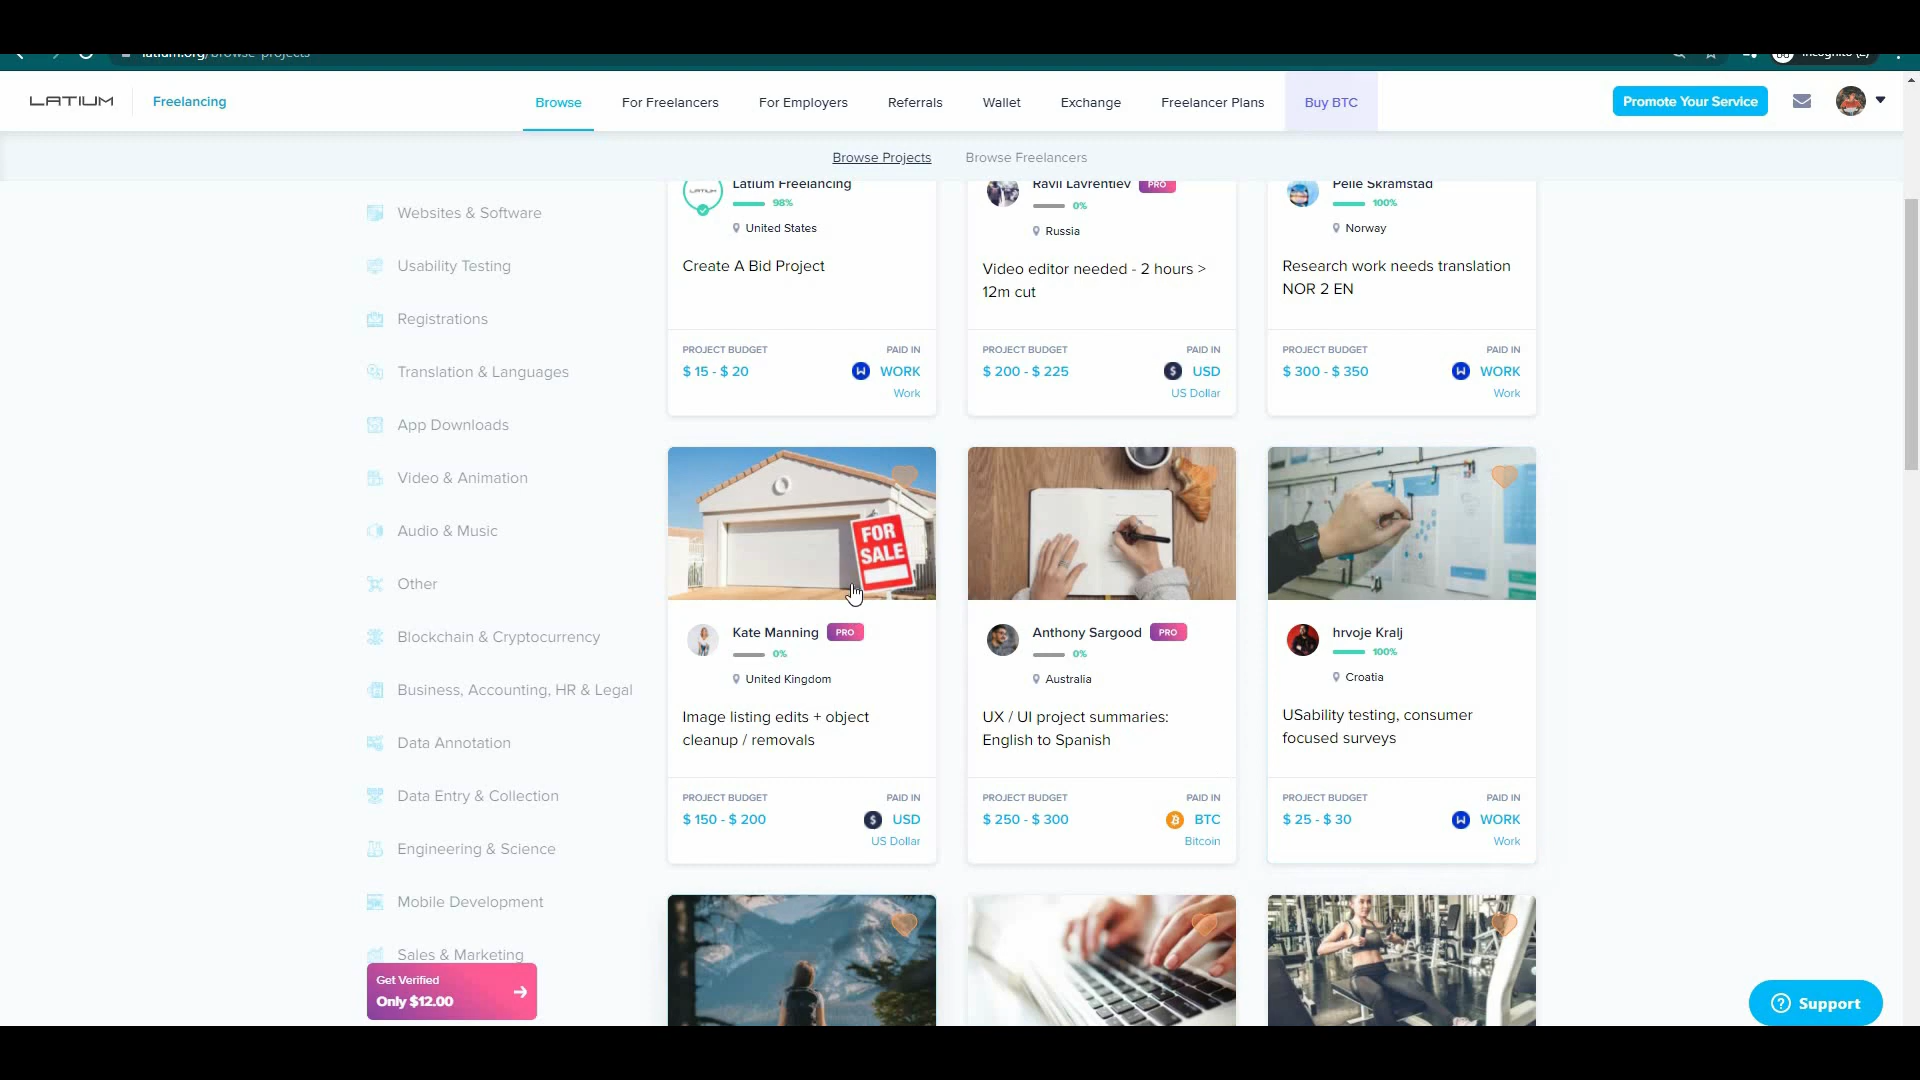 latium.org/browse-projects
Incognito (2)
LATIUM
Freelancing
Browse
For Freelancers
For Employers
Referrals
Wallet
Exchange
Freelancer Plans
Buy BTC
Promote Your Service
Browse Projects
Browse Freelancers
Websites & Software
Usability Testing
Registrations
Translation & Languages
App Downloads
Video & Animation
Audio & Music
Other
Blockchain & Cryptocurrency
Business, Accounting, HR & Legal
Data Annotation
Data Entry & Collection
Engineering & Science
Mobile Development
Sales & Marketing
Get Verified
Only $12.00
LATIUM
Latium Freelancing
98%
United States
Create A Bid Project
PROJECT BUDGET
PAID IN
$ 15 - $ 20
WORK
Work
Ravil Lavrentiev
PRO
0%
Russia
Video editor needed - 2 hours >
12m cut
PROJECT BUDGET
PAID IN
$ 200 - $ 225
USD
US Dollar
Pelle Skramstad
100%
Norway
Research work needs translation
NOR 2 EN
PROJECT BUDGET
PAID IN
$ 300 - $ 350
WORK
Work
FOR
SALE
Kate Manning
PRO
0%
United Kingdom
Image listing edits + object
cleanup / removals
PROJECT BUDGET
PAID IN
$ 150 - $ 200
USD
US Dollar
Anthony Sargood
PRO
0%
Australia
UX / UI project summaries:
English to Spanish
PROJECT BUDGET
PAID IN
$ 250 - $ 300
BTC
Bitcoin
hrvoje Kralj
100%
Croatia
USability testing, consumer
focused surveys
PROJECT BUDGET
PAID IN
$ 25 - $ 30
WORK
Work
Support